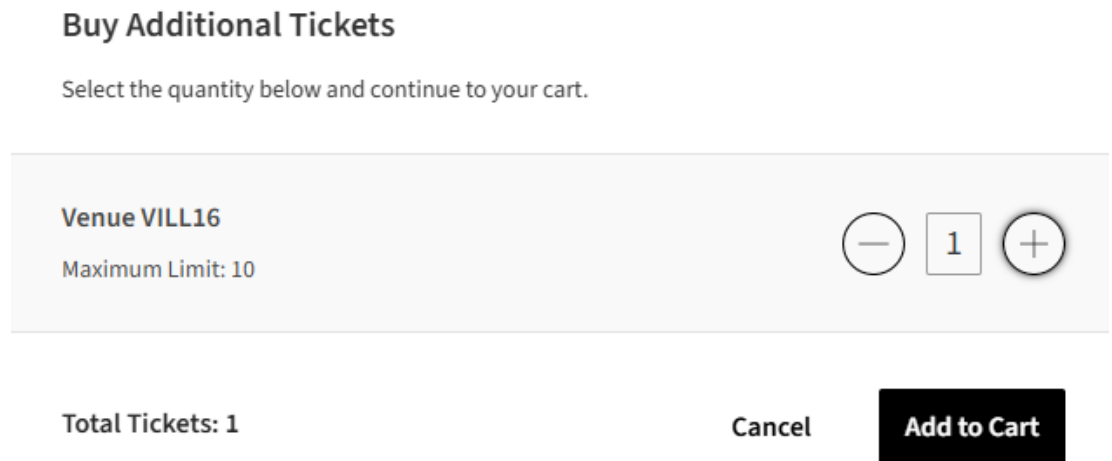 Buy Additional Tickets
Select the quantity below and continue to your cart.
Venue VILL16
Maximum Limit: 10
1
Total Tickets: 1
Cancel
Add to Cart